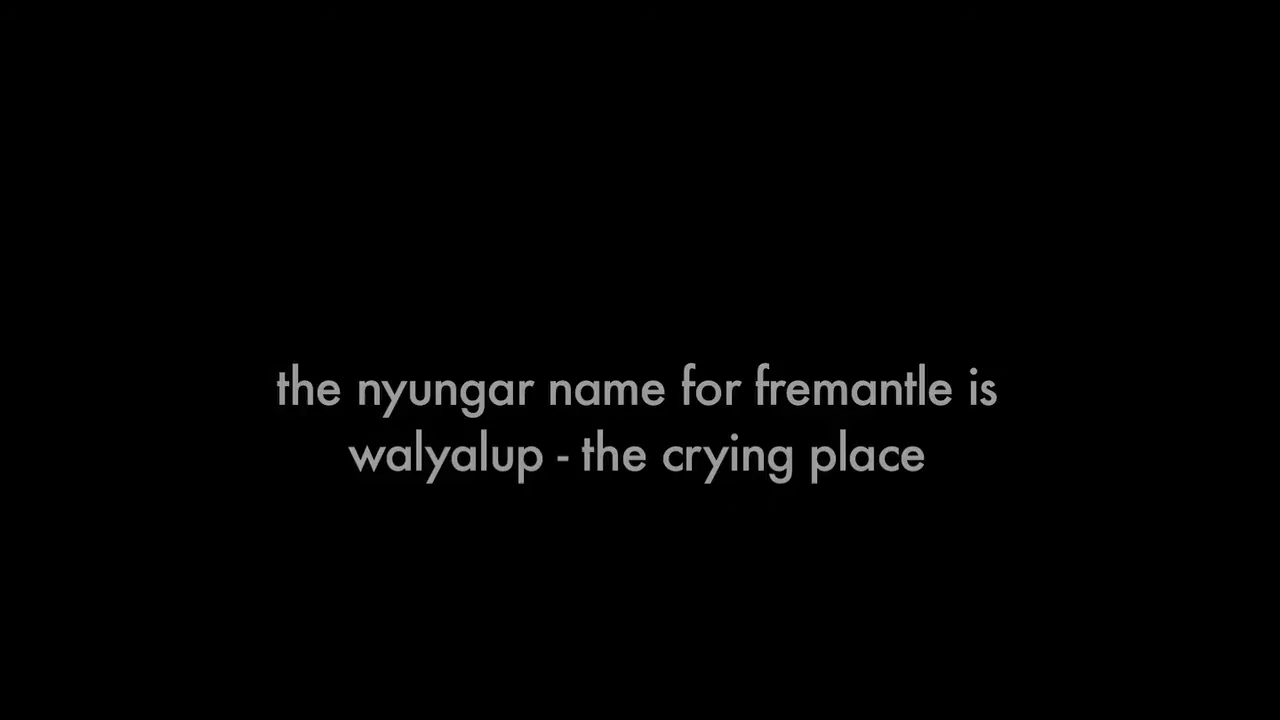 the nyungar name for fremantle is
walyalup - the crying place